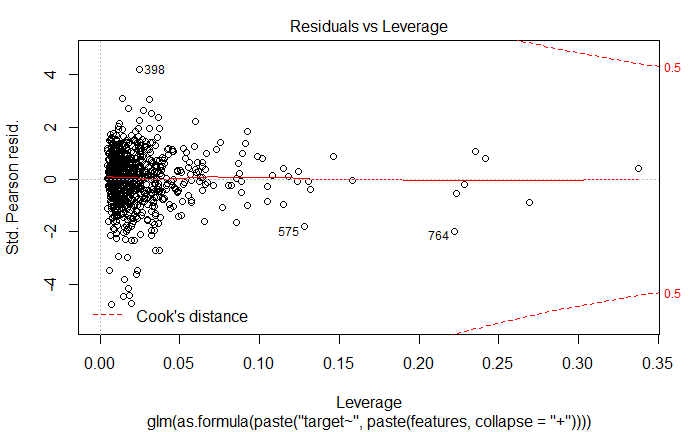 Residuals vs Leverage
Std. Pearson resid.
4
2
0
-2
-4
398
575
764
0.5
0.5
Cook's distance
0.00 0.05 0.10 0.15 0.20 0.25 0.30 0.35
Leverage
glm(as.formula(paste("target~", paste(features, collapse = "+"))))